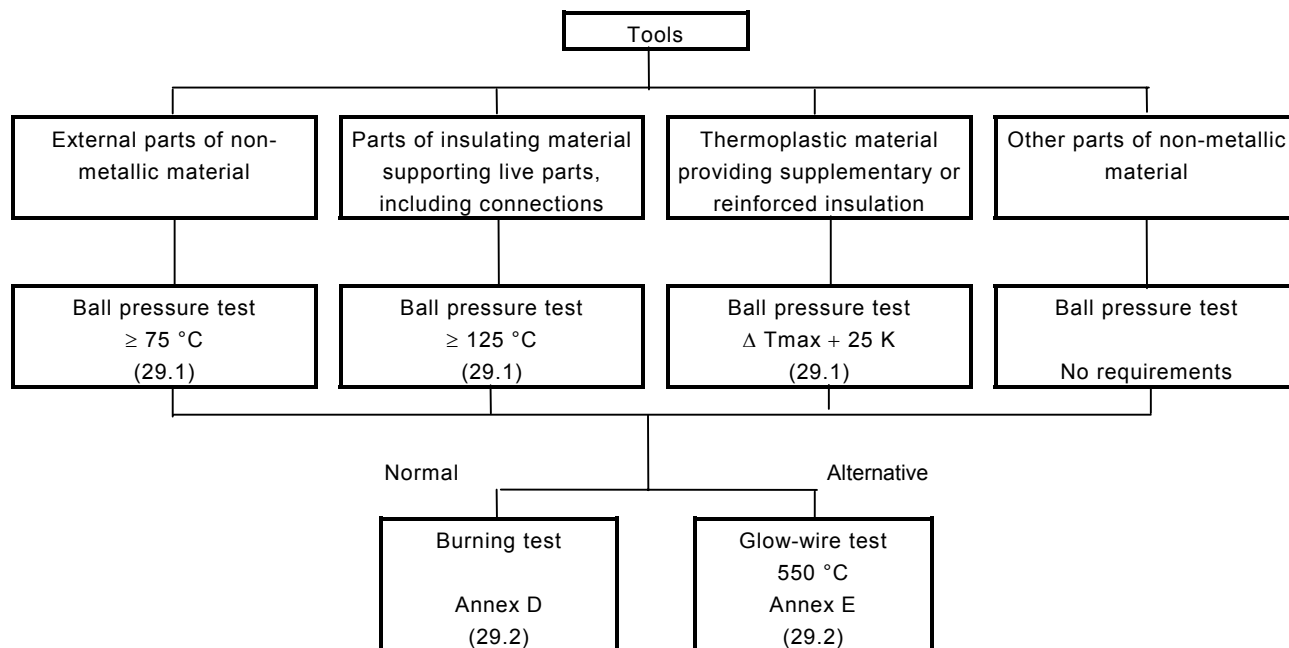 Tools
External parts of non-
metallic material
Parts of insulating material
supporting live parts,
including connections
Thermoplastic material
providing supplementary or
reinforced insulation
Other parts of non-metallic
material
Ball pressure test
≥ 75 °C
(29.1)
Ball pressure test
≥ 125 °C
(29.1)
Ball pressure test
Δ Tmax + 25 K
(29.1)
Ball pressure test
No requirements
Normal
Alternative
Burning test
Annex D
(29.2)
Glow-wire test
550 °C
Annex E
(29.2)